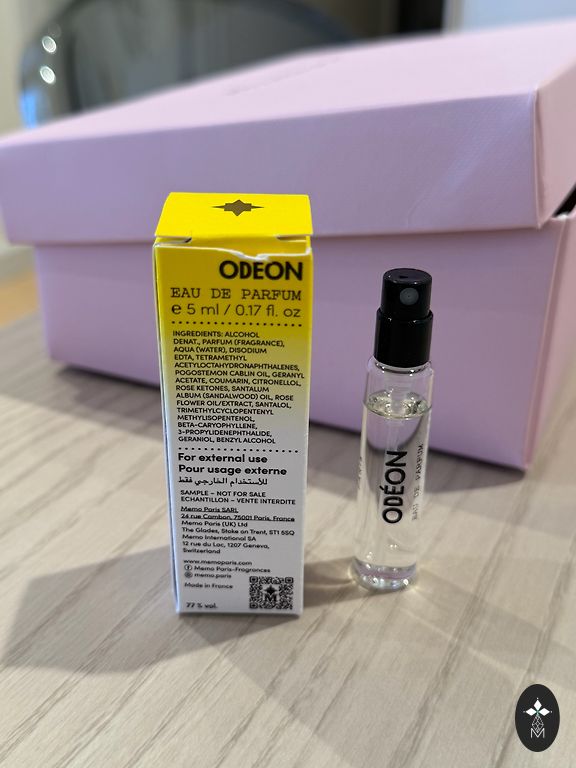 ODÉON
EAU DE PARFUM
e 5 ml / 0.17 fl. oz
INGREDIENTS: ALCOHOL
DENAT., PARFUM (FRAGRANCE),
AQUA (WATER), DISODIUM
EDTA, TETRAMETHYL
ACETYLOCTAHYDRONAPHTHALENES,
POGOSTEMON CABLIN OIL, GERANYL
ACETATE, COUMARIN, CITRONELLOL,
ROSE KETONES, SANTALUM
ALBUM (SANDALWOOD) OIL, ROSE
FLOWER OIL/EXTRACT, SANTALOL,
TRIMETHYLCYCLOPENTENYL
METHYLISOPENTENOL,
BETA-CARYOPHYLLENE,
3-PROPYLIDENEPHTHALIDE,
GERANIOL, BENZYL ALCOHOL
For external use
Pour usage externe
للأستخدام الخارجي فقط
SAMPLE - NOT FOR SALE
ECHANTILLON - VENTE INTERDITE
Memo Paris SARL
24 rue Cambon, 75001 Paris, France
Memo Paris (UK) Ltd
The Glades, Stoke on Trent, ST1 5SQ
Memo International SA
12 rue du Lac, 1207 Geneva,
Switzerland
www.memoparis.com
Memo Paris-Fragrances
memo.paris
Made in France
77 % vol.
ODÉON
EAU DE PARFUM
M